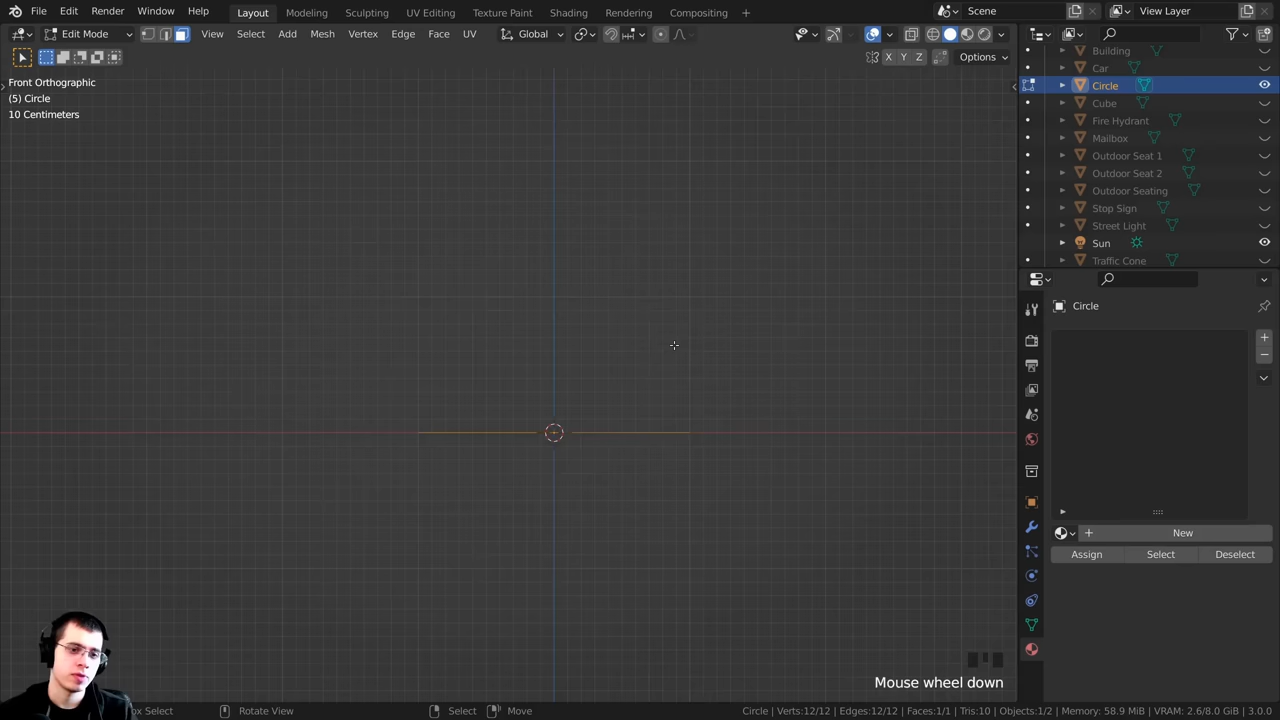 File Edit Render Window Help Layout Modeling Sculpting UV Editing Texture Paint Shading Rendering Compositing + Scene View Layer
Edit Mode View Select Add Mesh Vertex Edge Face UV Global
X Y Z Options
Front Orthographic
(5) Circle
10 Centimeters
Building
Car
Circle
Cube
Fire Hydrant
Mailbox
Outdoor Seat 1
Outdoor Seat 2
Outdoor Seating
Stop Sign
Street Light
Sun
Traffic Cone
Circle
New
Assign Select Deselect
Mouse wheel down
ox Select Rotate View Select Move Circle | Verts:12/12 | Edges:12/12 | Faces:1/1 | Tris:10 | Objects:1/2 | Memory: 58.9 MiB | VRAM: 2.6/8.0 GiB | 3.0.0